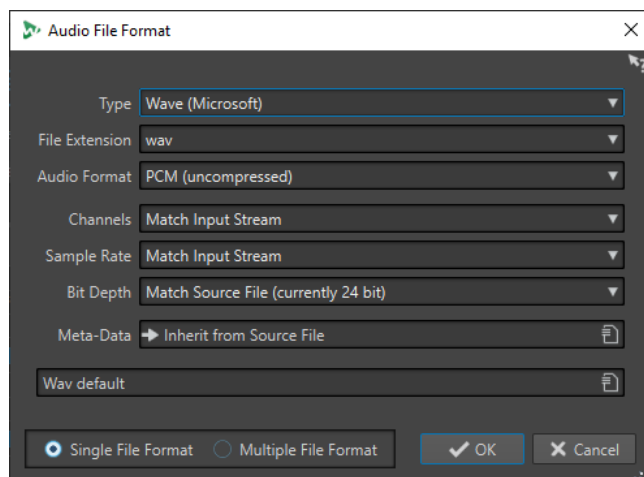 Audio File Format
Type Wave (Microsoft)
File Extension wav
Audio Format PCM (uncompressed)
Channels Match Input Stream
Sample Rate Match Input Stream
Bit Depth Match Source File (currently 24 bit)
Meta-Data Inherit from Source File
Wav default
Single File Format Multiple File Format OK Cancel